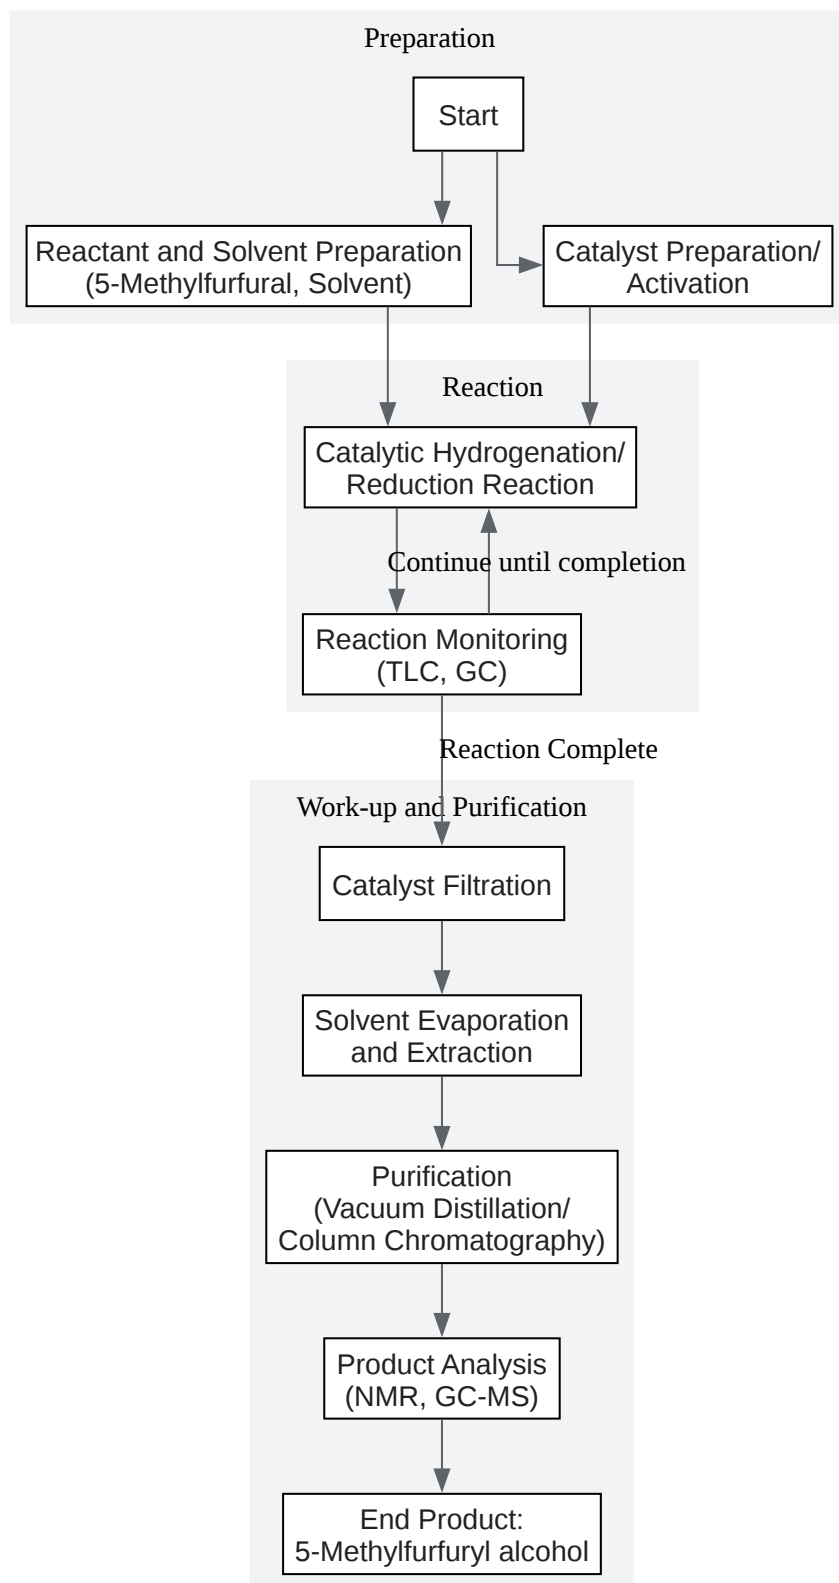 Preparation
Start
Reactant and Solvent Preparation
(5-Methylfurfural, Solvent)
Catalyst Preparation/
Activation
Reaction
Catalytic Hydrogenation/
Reduction Reaction
Continue until completion
Reaction Monitoring
(TLC, GC)
Reaction Complete
Work-up and Purification
Catalyst Filtration
Solvent Evaporation
and Extraction
Purification
(Vacuum Distillation/
Column Chromatography)
Product Analysis
(NMR, GC-MS)
End Product:
5-Methylfurfuryl alcohol